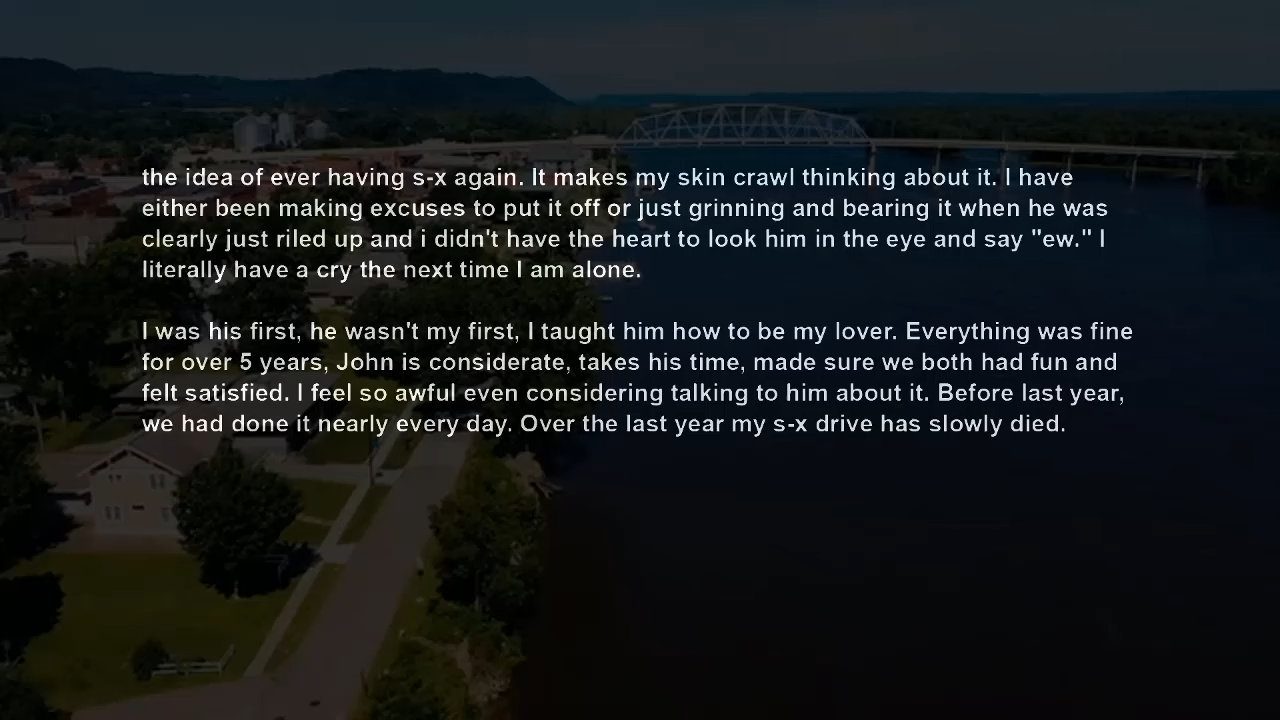 the idea of ever having s-x again. It makes my skin crawl thinking about it. I have
either been making excuses to put it off or just grinning and bearing it when he was
clearly just riled up and i didn't have the heart to look him in the eye and say "ew." I
literally have a cry the next time I am alone.
I was his first, he wasn't my first, I taught him how to be my lover. Everything was fine
for over 5 years, John is considerate, takes his time, made sure we both had fun and
felt satisfied. I feel so awful even considering talking to him about it. Before last year,
we had done it nearly every day. Over the last year my s-x drive has slowly died.